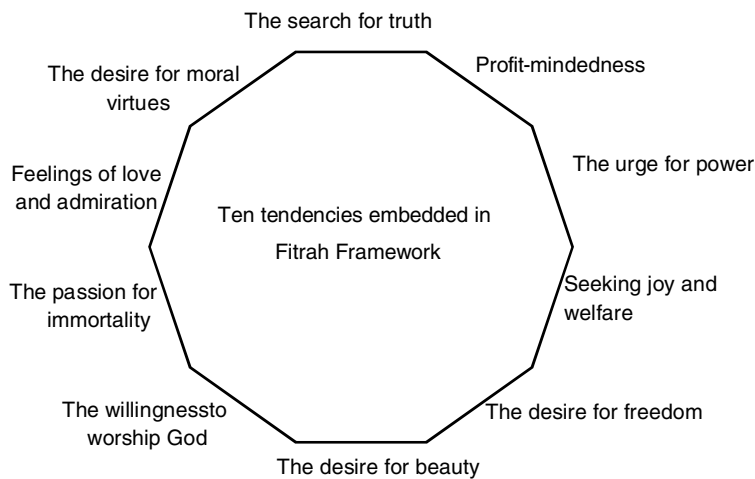 The search for truth
Profit-mindedness
The desire for moral
virtues
The urge for power
Feelings of love
and admiration
Ten tendencies embedded in
Fitrah Framework
Seeking joy and
welfare
The passion for
immortality
The desire for freedom
The willingnessto
worship God
The desire for beauty